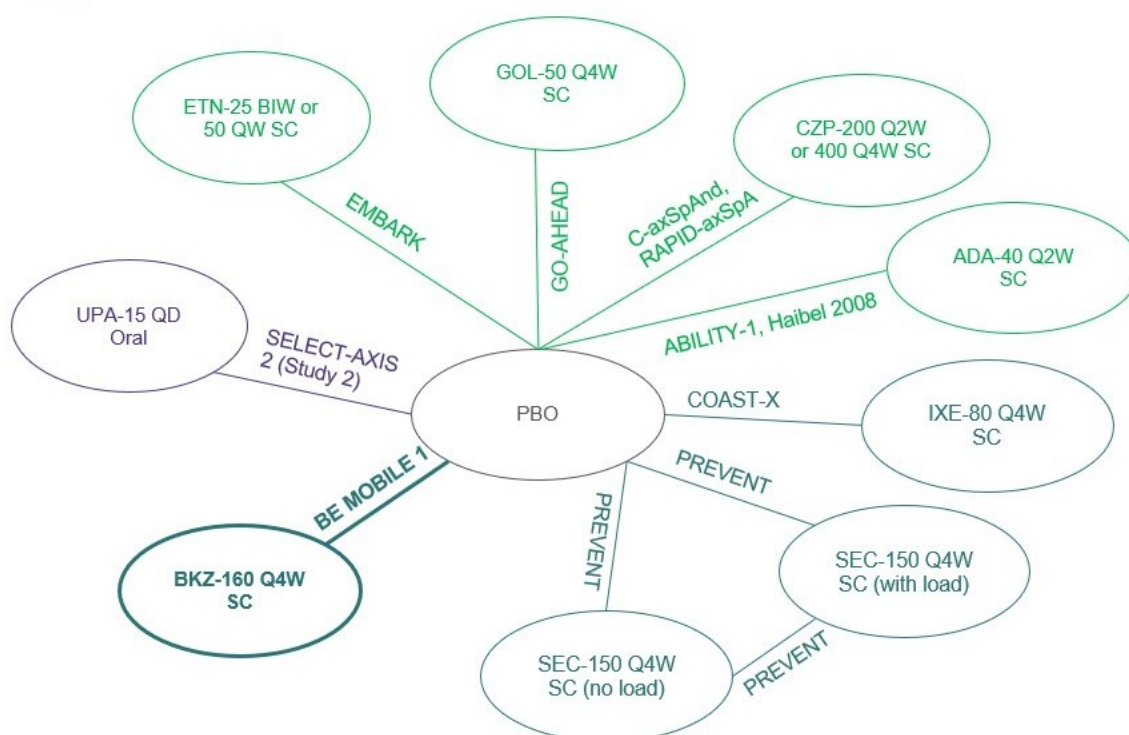 GOL-50 Q4W
SC
ETN-25 BIW or
50 QW SC
CZP-200 Q2W
or 400 Q4W SC
EMBARK
GO-AHEAD
C-axSpAnd,
RAPID-axSpA
ADA-40 Q2W
SC
UPA-15 QD
Oral
SELECT-AXIS
2 (Study 2)
ABILITY-1, Haibel 2008
PBO
COAST-X
IXE-80 Q4W
SC
BE MOBILE 1
PREVENT
PREVENT
BKZ-160 Q4W
SC
SEC-150 Q4W
SC (with load)
SEC-150 Q4W
SC (no load)
PREVENT